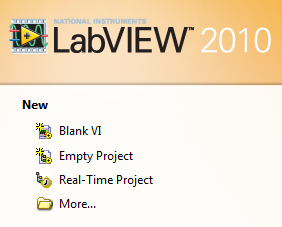 NATIONAL INSTRUMENTS
LabVIEW™ 2010
New
Blank VI
Empty Project
Real-Time Project
More...